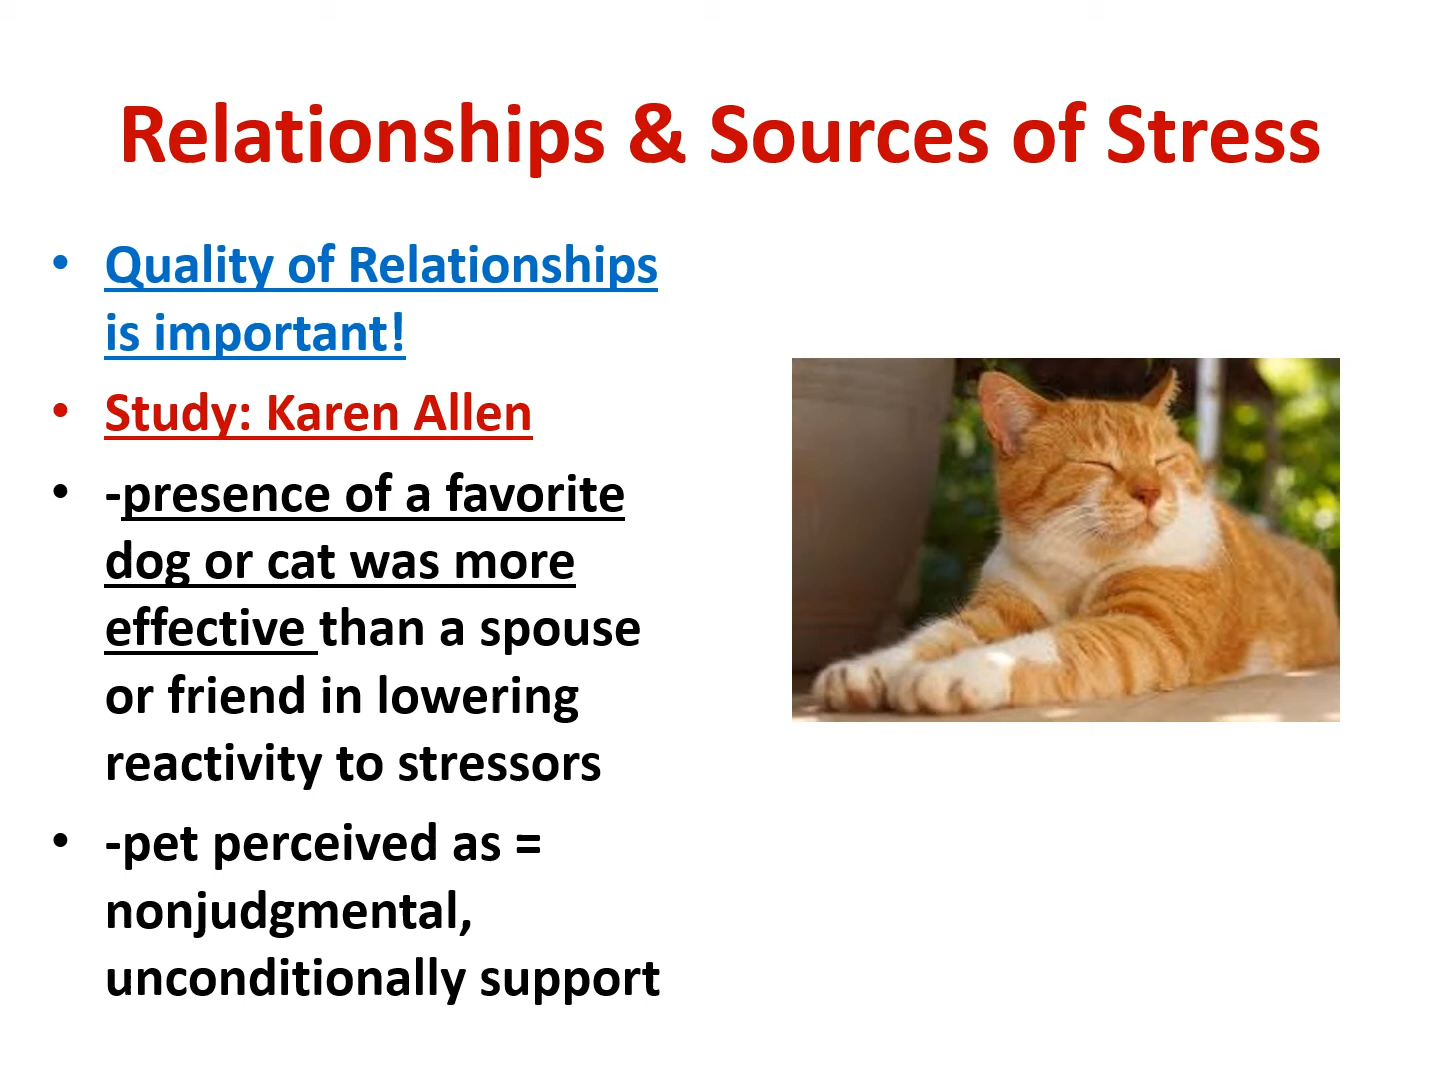 Relationships & Sources of Stress
• Quality of Relationships
is important!
• Study: Karen Allen
• -presence of a favorite
dog or cat was more
effective than a spouse
or friend in lowering
reactivity to stressors
• -pet perceived as =
nonjudgmental,
unconditionally support